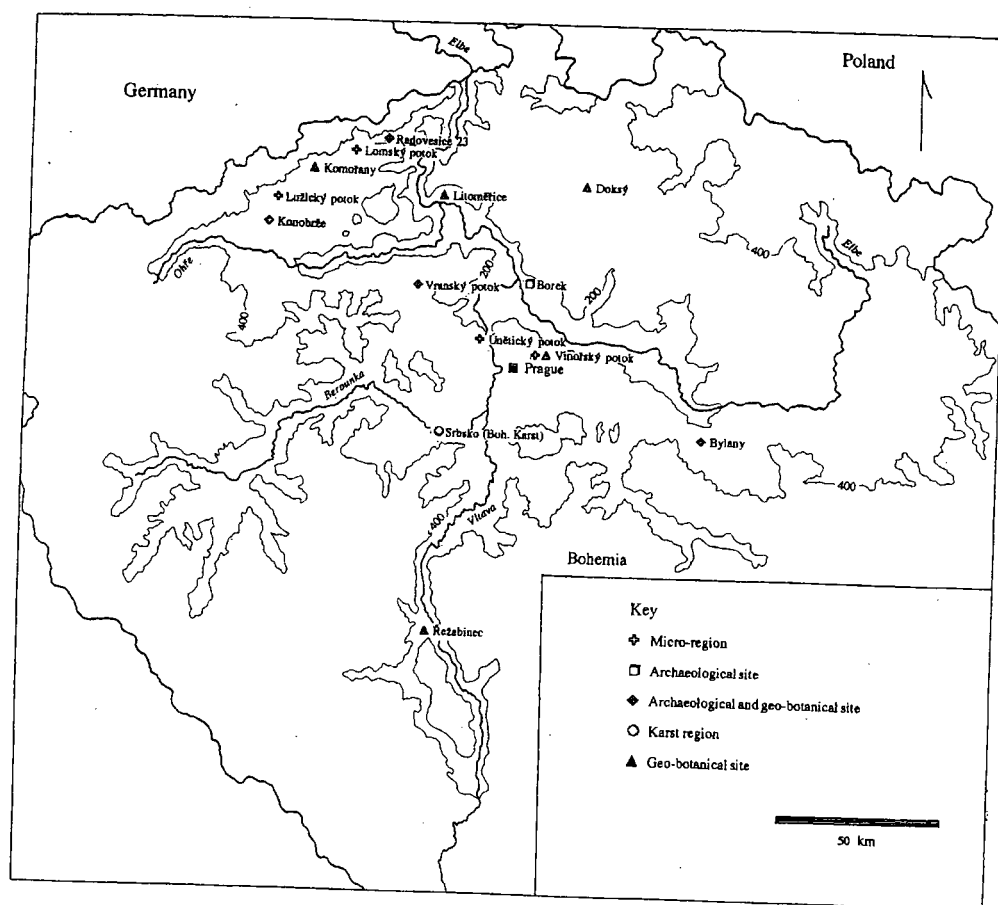 Elbe
Poland
Germany
Radovesice 23
Lomský potok
Komořany
Doksý
Lužický potok
Litoměřice
Konobrže
400
Elbe
Ohře
200
Vranský potok
Borek
200
400
Únětický potok
Vinořský potok
Prague
Berounka
Srbsko (Boh. Karst)
Bylany
400
400
Vltava
Bohemia
Key
Řežabinec
Micro-region
Archaeological site
Archaeological and geo-botanical site
Karst region
Geo-botanical site
50 km